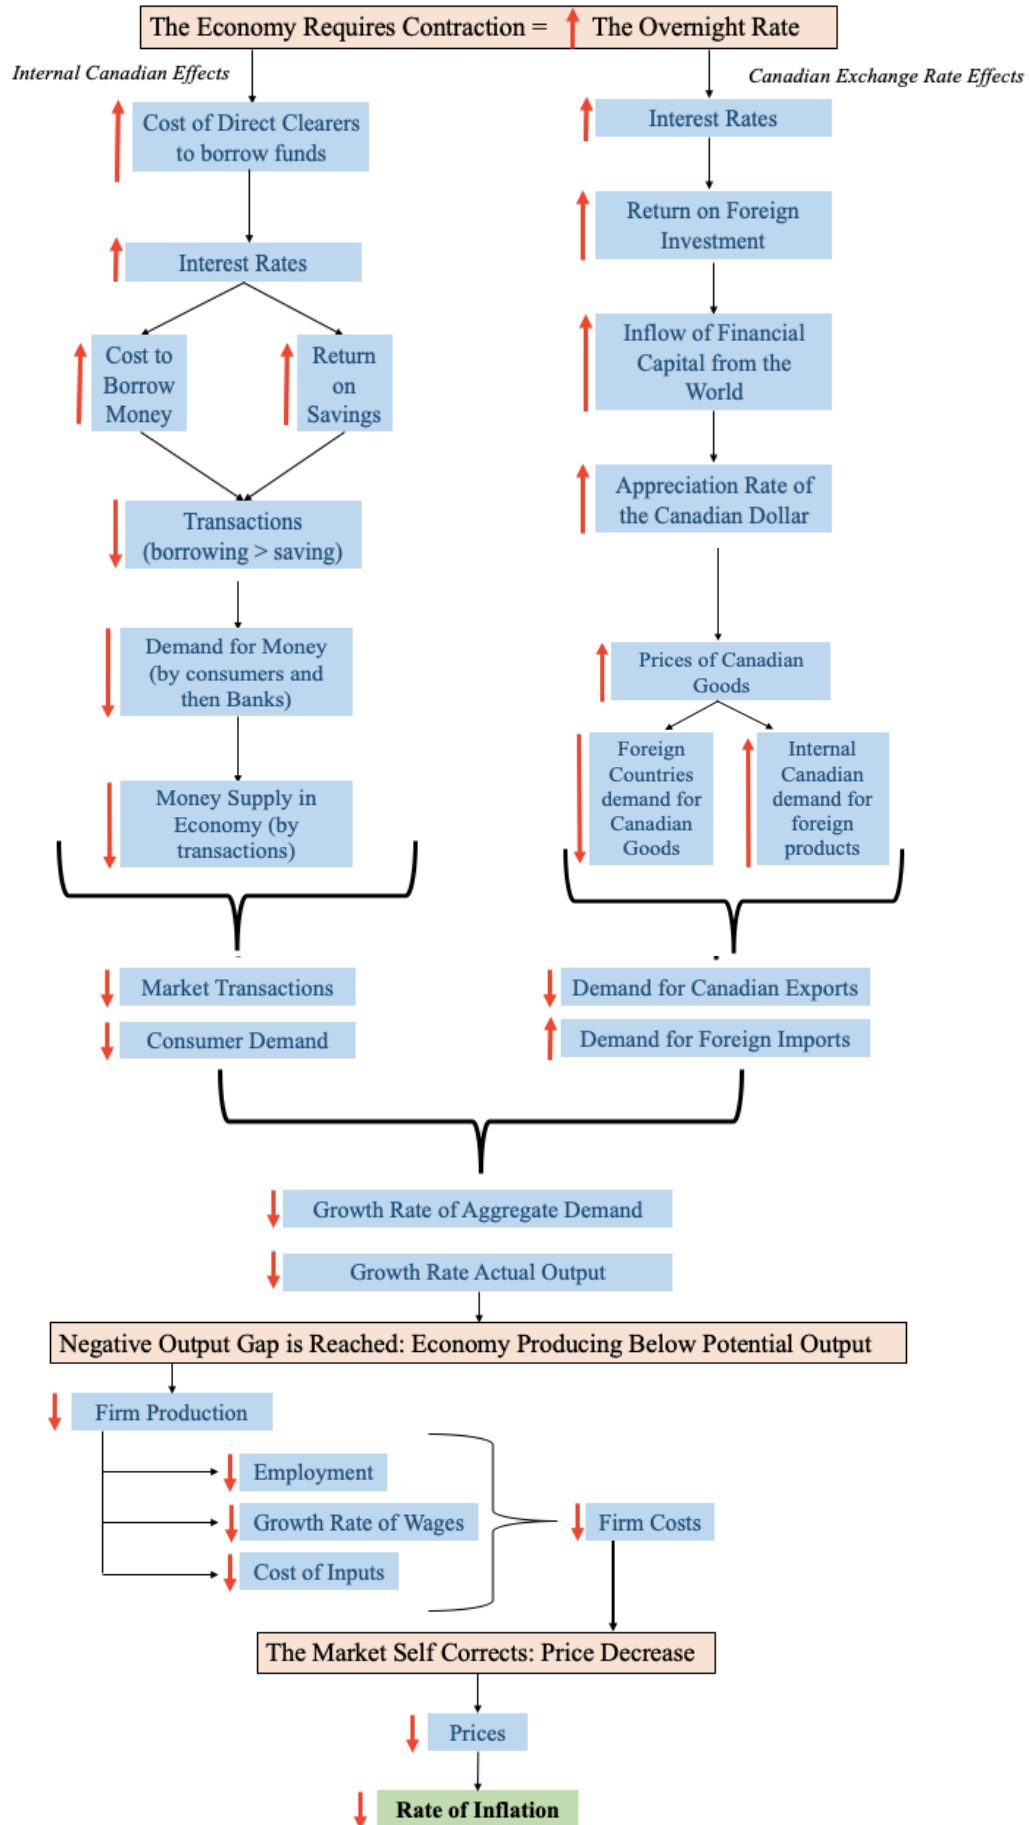 The Economy Requires Contraction = The Overnight Rate
Internal Canadian Effects
Canadian Exchange Rate Effects
Cost of Direct Clearers
to borrow funds
Interest Rates
Cost to
Borrow
Money
Return
on
Savings
Transactions
(borrowing > saving)
Demand for Money
(by consumers and
then Banks)
Money Supply in
Economy (by
transactions)
Market Transactions
Consumer Demand
Interest Rates
Return on Foreign
Investment
Inflow of Financial
Capital from the
World
Appreciation Rate of
the Canadian Dollar
Prices of Canadian
Goods
Foreign
Countries
demand for
Canadian
Goods
Internal
Canadian
demand for
foreign
products
Demand for Canadian Exports
Demand for Foreign Imports
Growth Rate of Aggregate Demand
Growth Rate Actual Output
Negative Output Gap is Reached: Economy Producing Below Potential Output
Firm Production
Employment
Growth Rate of Wages
Cost of Inputs
Firm Costs
The Market Self Corrects: Price Decrease
Prices
Rate of Inflation